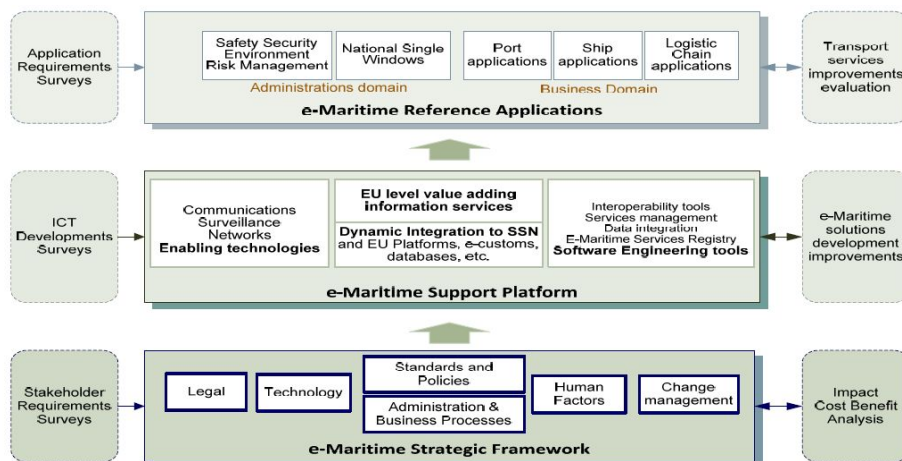 Application
Requirements
Surveys
Safety Security
Environment
Risk Management
National Single
Windows
Port
applications
Ship
applications
Logistic
Chain
applications
Administrations domain
Business Domain
e-Maritime Reference Applications
Transport
services
improvements
evaluation
ICT
Developments
Surveys
Communications
Surveillance
Networks
Enabling technologies
EU level value adding
information services
Dynamic Integration to SSN
and EU Platforms, e-customs,
databases, etc.
Interoperability tools
Services management
Data integration
E-Maritime Services Registry
Software Engineering tools
e-Maritime Support Platform
e-Maritime
solutions
development
improvements
Stakeholder
Requirements
Surveys
Legal
Technology
Standards and
Policies
Administration &
Business Processes
Human
Factors
Change
management
e-Maritime Strategic Framework
Impact
Cost Benefit
Analysis